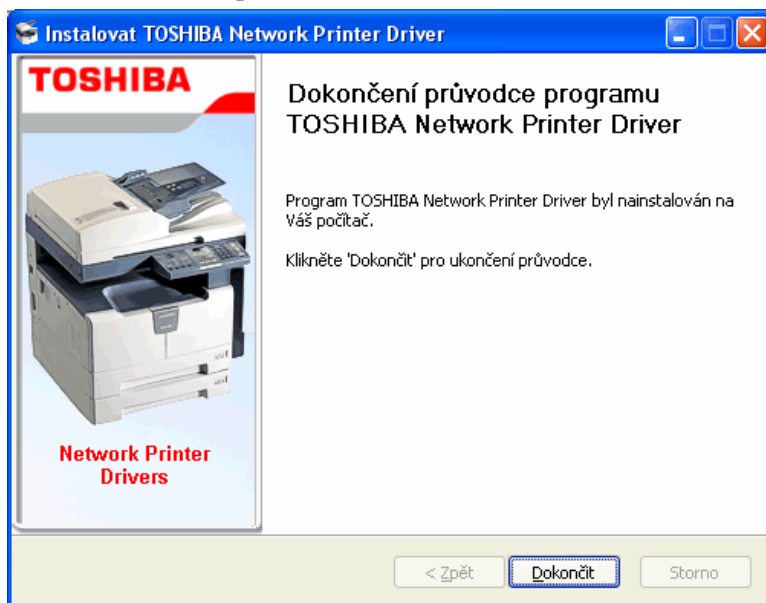 Instalovat TOSHIBA Network Printer Driver
TOSHIBA
Dokončení průvodce programu
TOSHIBA Network Printer Driver
Program TOSHIBA Network Printer Driver byl nainstalován na
Váš počítač.
Klikněte 'Dokončit' pro ukončení průvodce.
Network Printer
Drivers
< Zpět
Dokončit
Storno